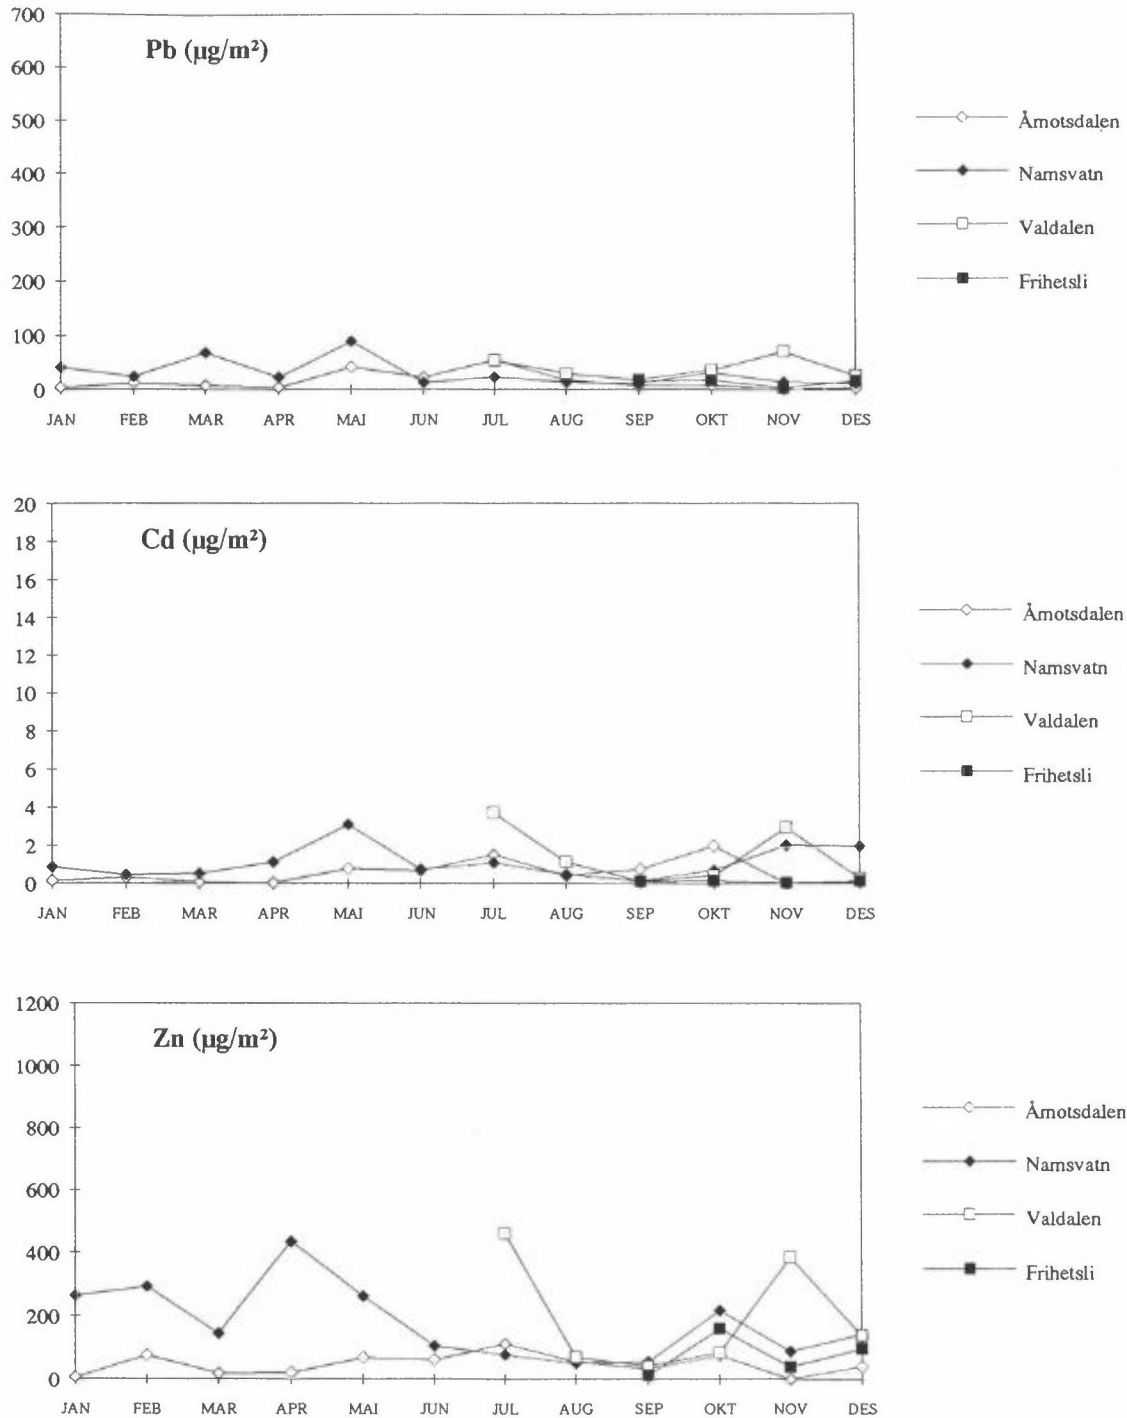 Pb (µg/m²)
700
600
500
400
300
200
100
0
JAN FEB MAR APR MAI JUN JUL AUG SEP OKT NOV DES
Åmotsdalen
Namsvatn
Valdalen
Frihetsli
Cd (µg/m²)
20
18
16
14
12
10
8
6
4
2
0
JAN FEB MAR APR MAI JUN JUL AUG SEP OKT NOV DES
Åmotsdalen
Namsvatn
Valdalen
Frihetsli
Zn (µg/m²)
1200
1000
800
600
400
200
0
JAN FEB MAR APR MAI JUN JUL AUG SEP OKT NOV DES
Åmotsdalen
Namsvatn
Valdalen
Frihetsli